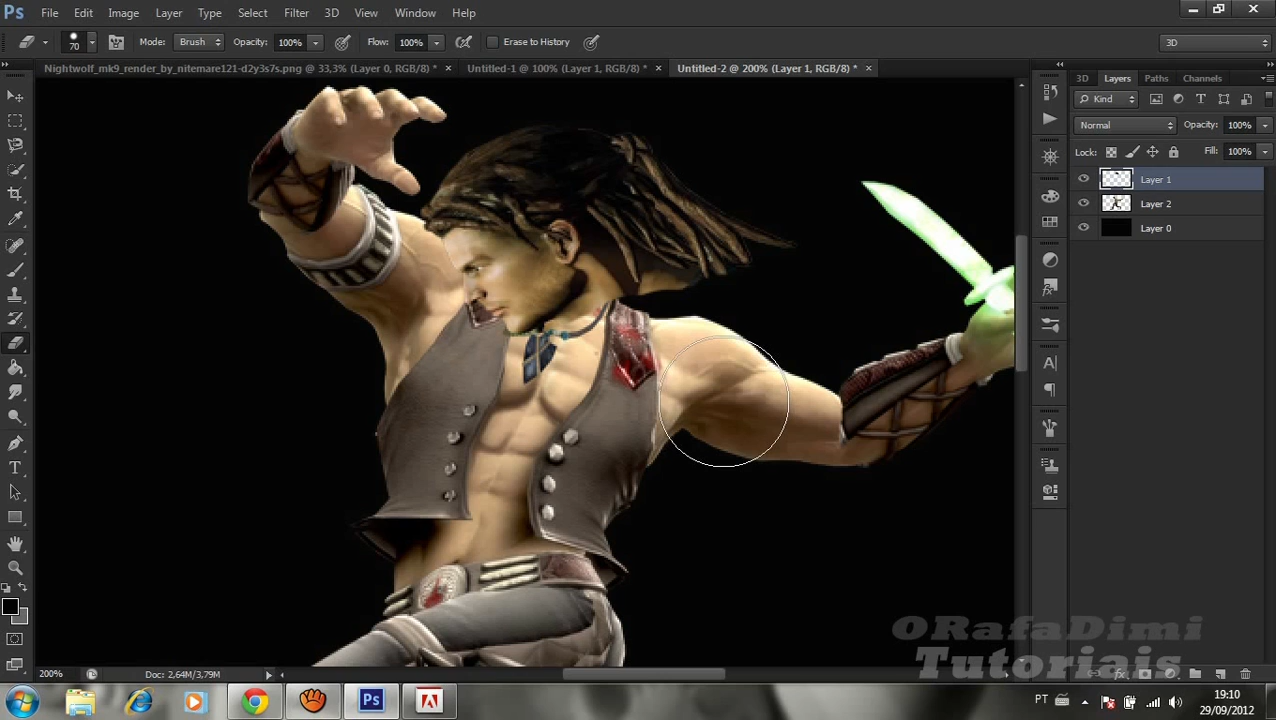 Ps File Edit Image Layer Type Select Filter 3D View Window Help
70 Mode: Brush Opacity: 100% Flow: 100% Erase to History 3D
Nightwolf_mk9_render_by_nitemare121-d2y3s7s.png @ 33,3% (Layer 0, RGB/8) * × Untitled-1 @ 100% (Layer 1, RGB/8) * × Untitled-2 @ 200% (Layer 1, RGB/8) * ×
3D Layers Paths Channels
Kind
Normal Opacity: 100%
Lock: Fill: 100%
Layer 1
Layer 2
Layer 0
ORafaDimi
Tutoriais
200% Doc: 2,64M/3,79M
Ps
PT
19:10
29/09/2012